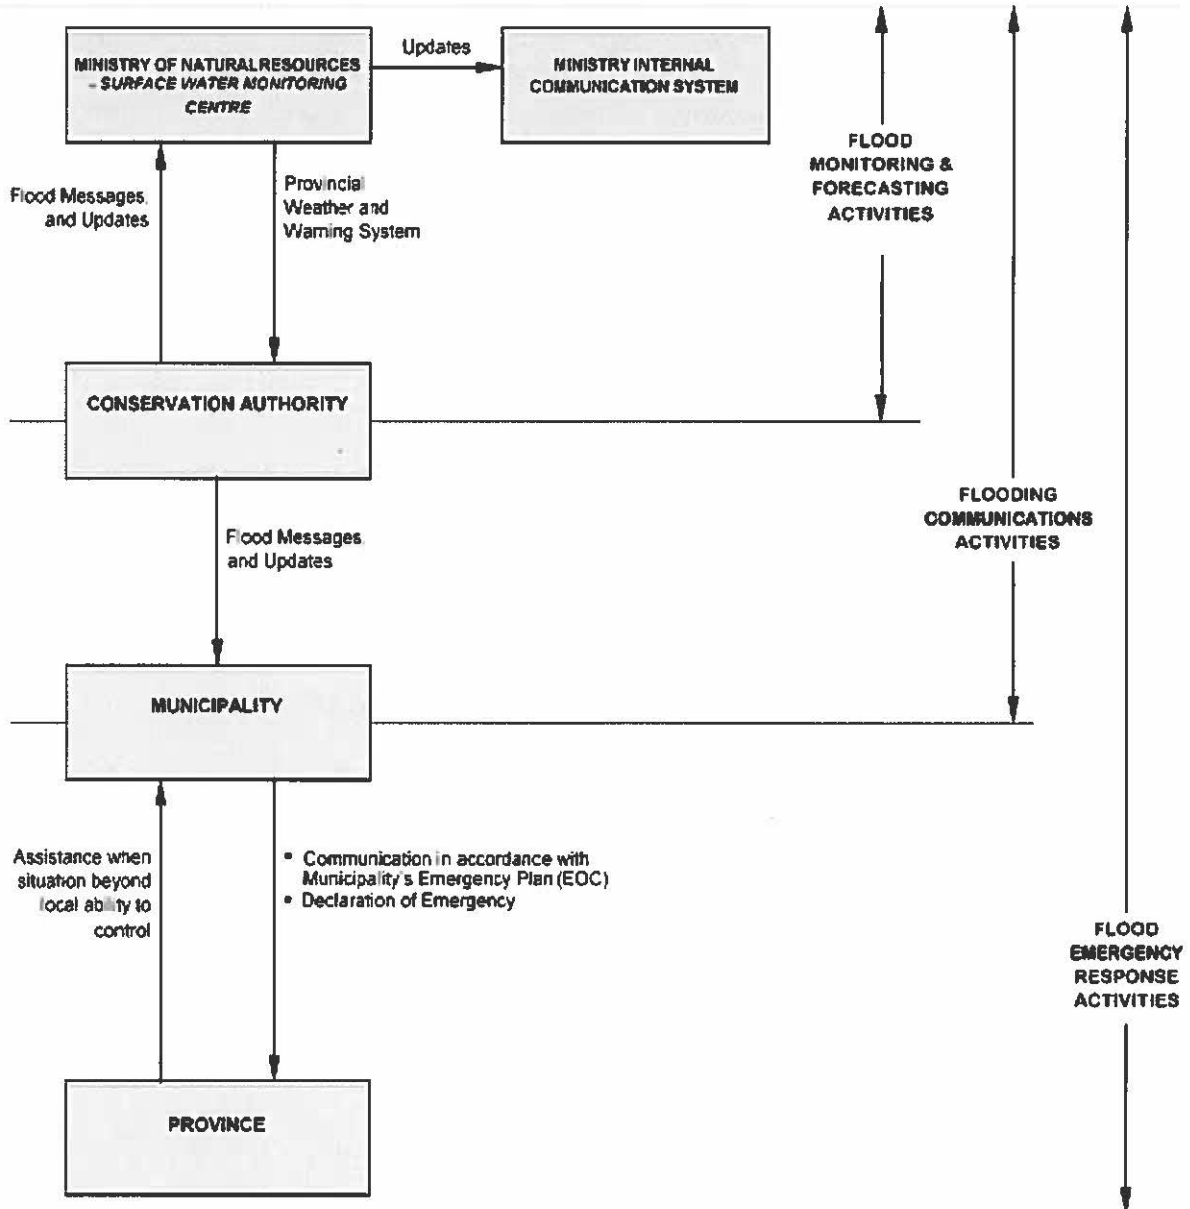 MINISTRY OF NATURAL RESOURCES
- SURFACE WATER MONITORING
CENTRE
Updates
MINISTRY INTERNAL
COMMUNICATION SYSTEM
Flood Messages
and Updates
Provincial
Weather and
Warning System
FLOOD
MONITORING &
FORECASTING
ACTIVITIES
CONSERVATION AUTHORITY
Flood Messages
and Updates
FLOODING
COMMUNICATIONS
ACTIVITIES
MUNICIPALITY
Assistance when
situation beyond
local ability to
control
• Communication in accordance with
Municipality's Emergency Plan (EOC)
• Declaration of Emergency
FLOOD
EMERGENCY
RESPONSE
ACTIVITIES
PROVINCE